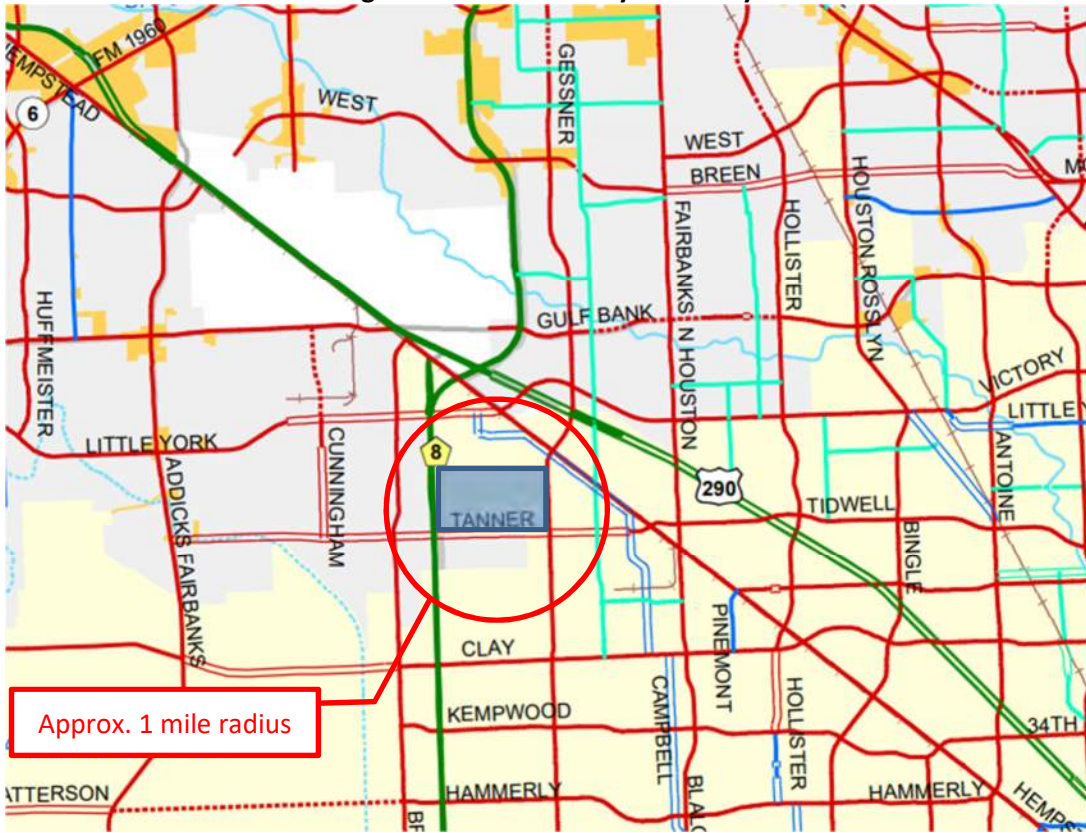 FM 1960
HEMPSTEAD
6
WEST
GESSNER
WEST
BREEN
HOUSTON ROSSLYN
HOLLISTER
FAIRBANKS N HOUSTON
HUFFMEISTER
GULF BANK
VICTORY
LITTLE Y
LITTLE YORK
CUNNINGHAM
8
ADDICKS FAIRBANKS
290
ANTOINE
TANNER
TIDWELL
BINGLE
PINEMONT
CLAY
Approx. 1 mile radius
KEMPWOOD
CAMPBELL
HOLLISTER
34TH
ATTERSON
HAMMERLY
HAMMERLY
HEMPS
BLALO
BR